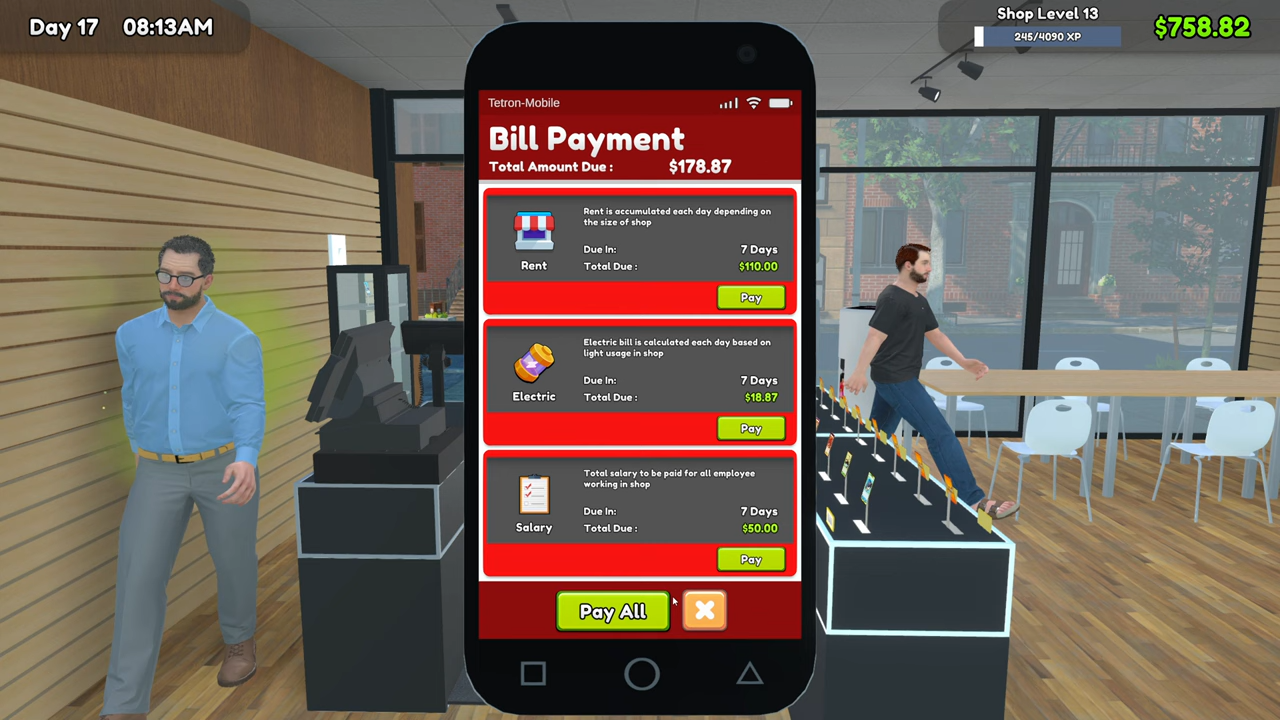 Day 17 08:13AM
Shop Level 13
245/4090 XP
$758.82
Tetron-Mobile
Bill Payment
Total Amount Due : $178.87
Rent is accumulated each day depending on
the size of shop
Due In: 7 Days
Total Due : $110.00
Rent
Pay
Electric bill is calculated each day based on
light usage in shop
Due In: 7 Days
Total Due : $18.87
Electric
Pay
Total salary to be paid for all employee
working in shop
Due In: 7 Days
Total Due : $50.00
Salary
Pay
Pay All